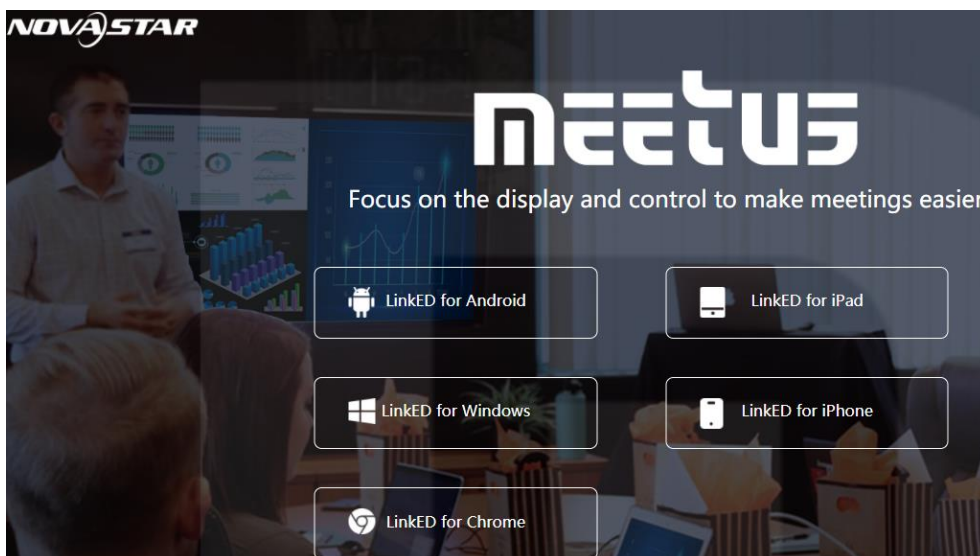 NOVASTAR
meetus
Focus on the display and control to make meetings easier
LinkED for Android
LinkED for iPad
LinkED for Windows
LinkED for iPhone
LinkED for Chrome